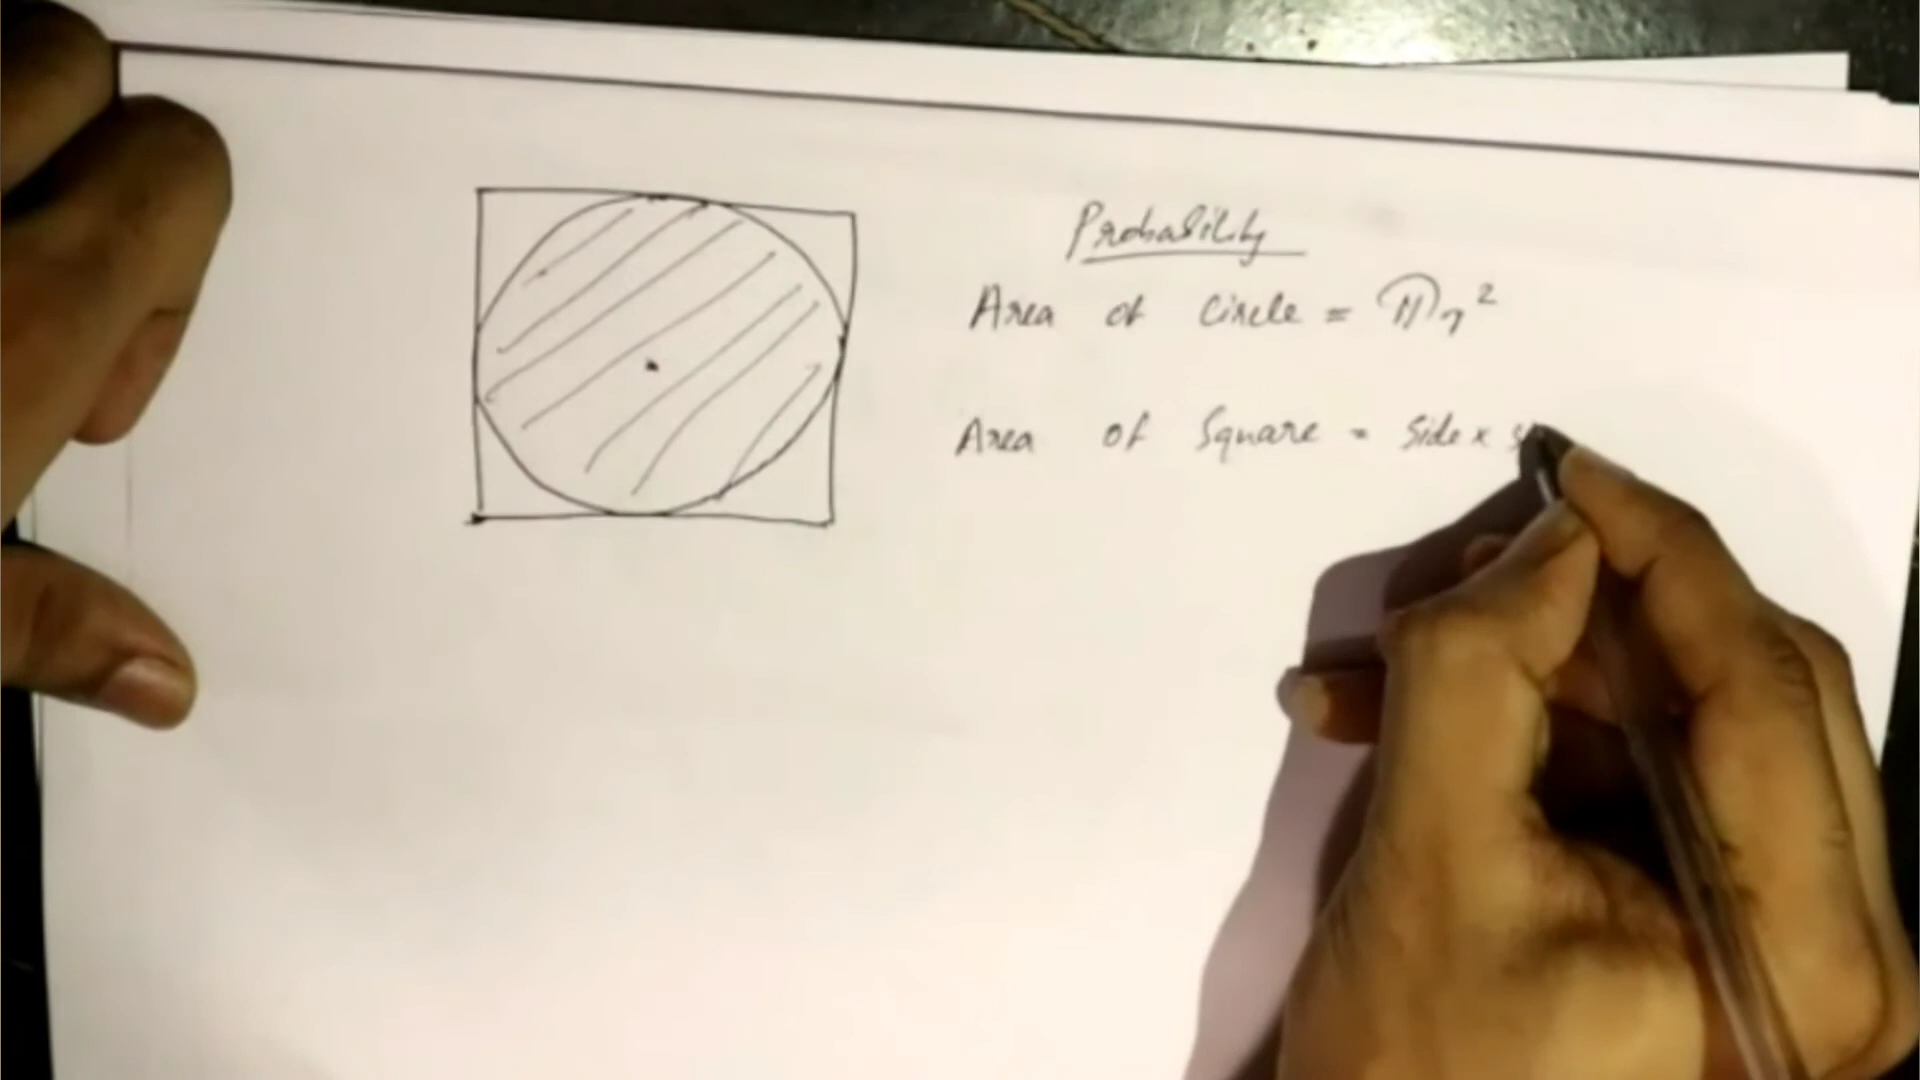 Probability
Area of Circle = πr²
Area of Square = Side x